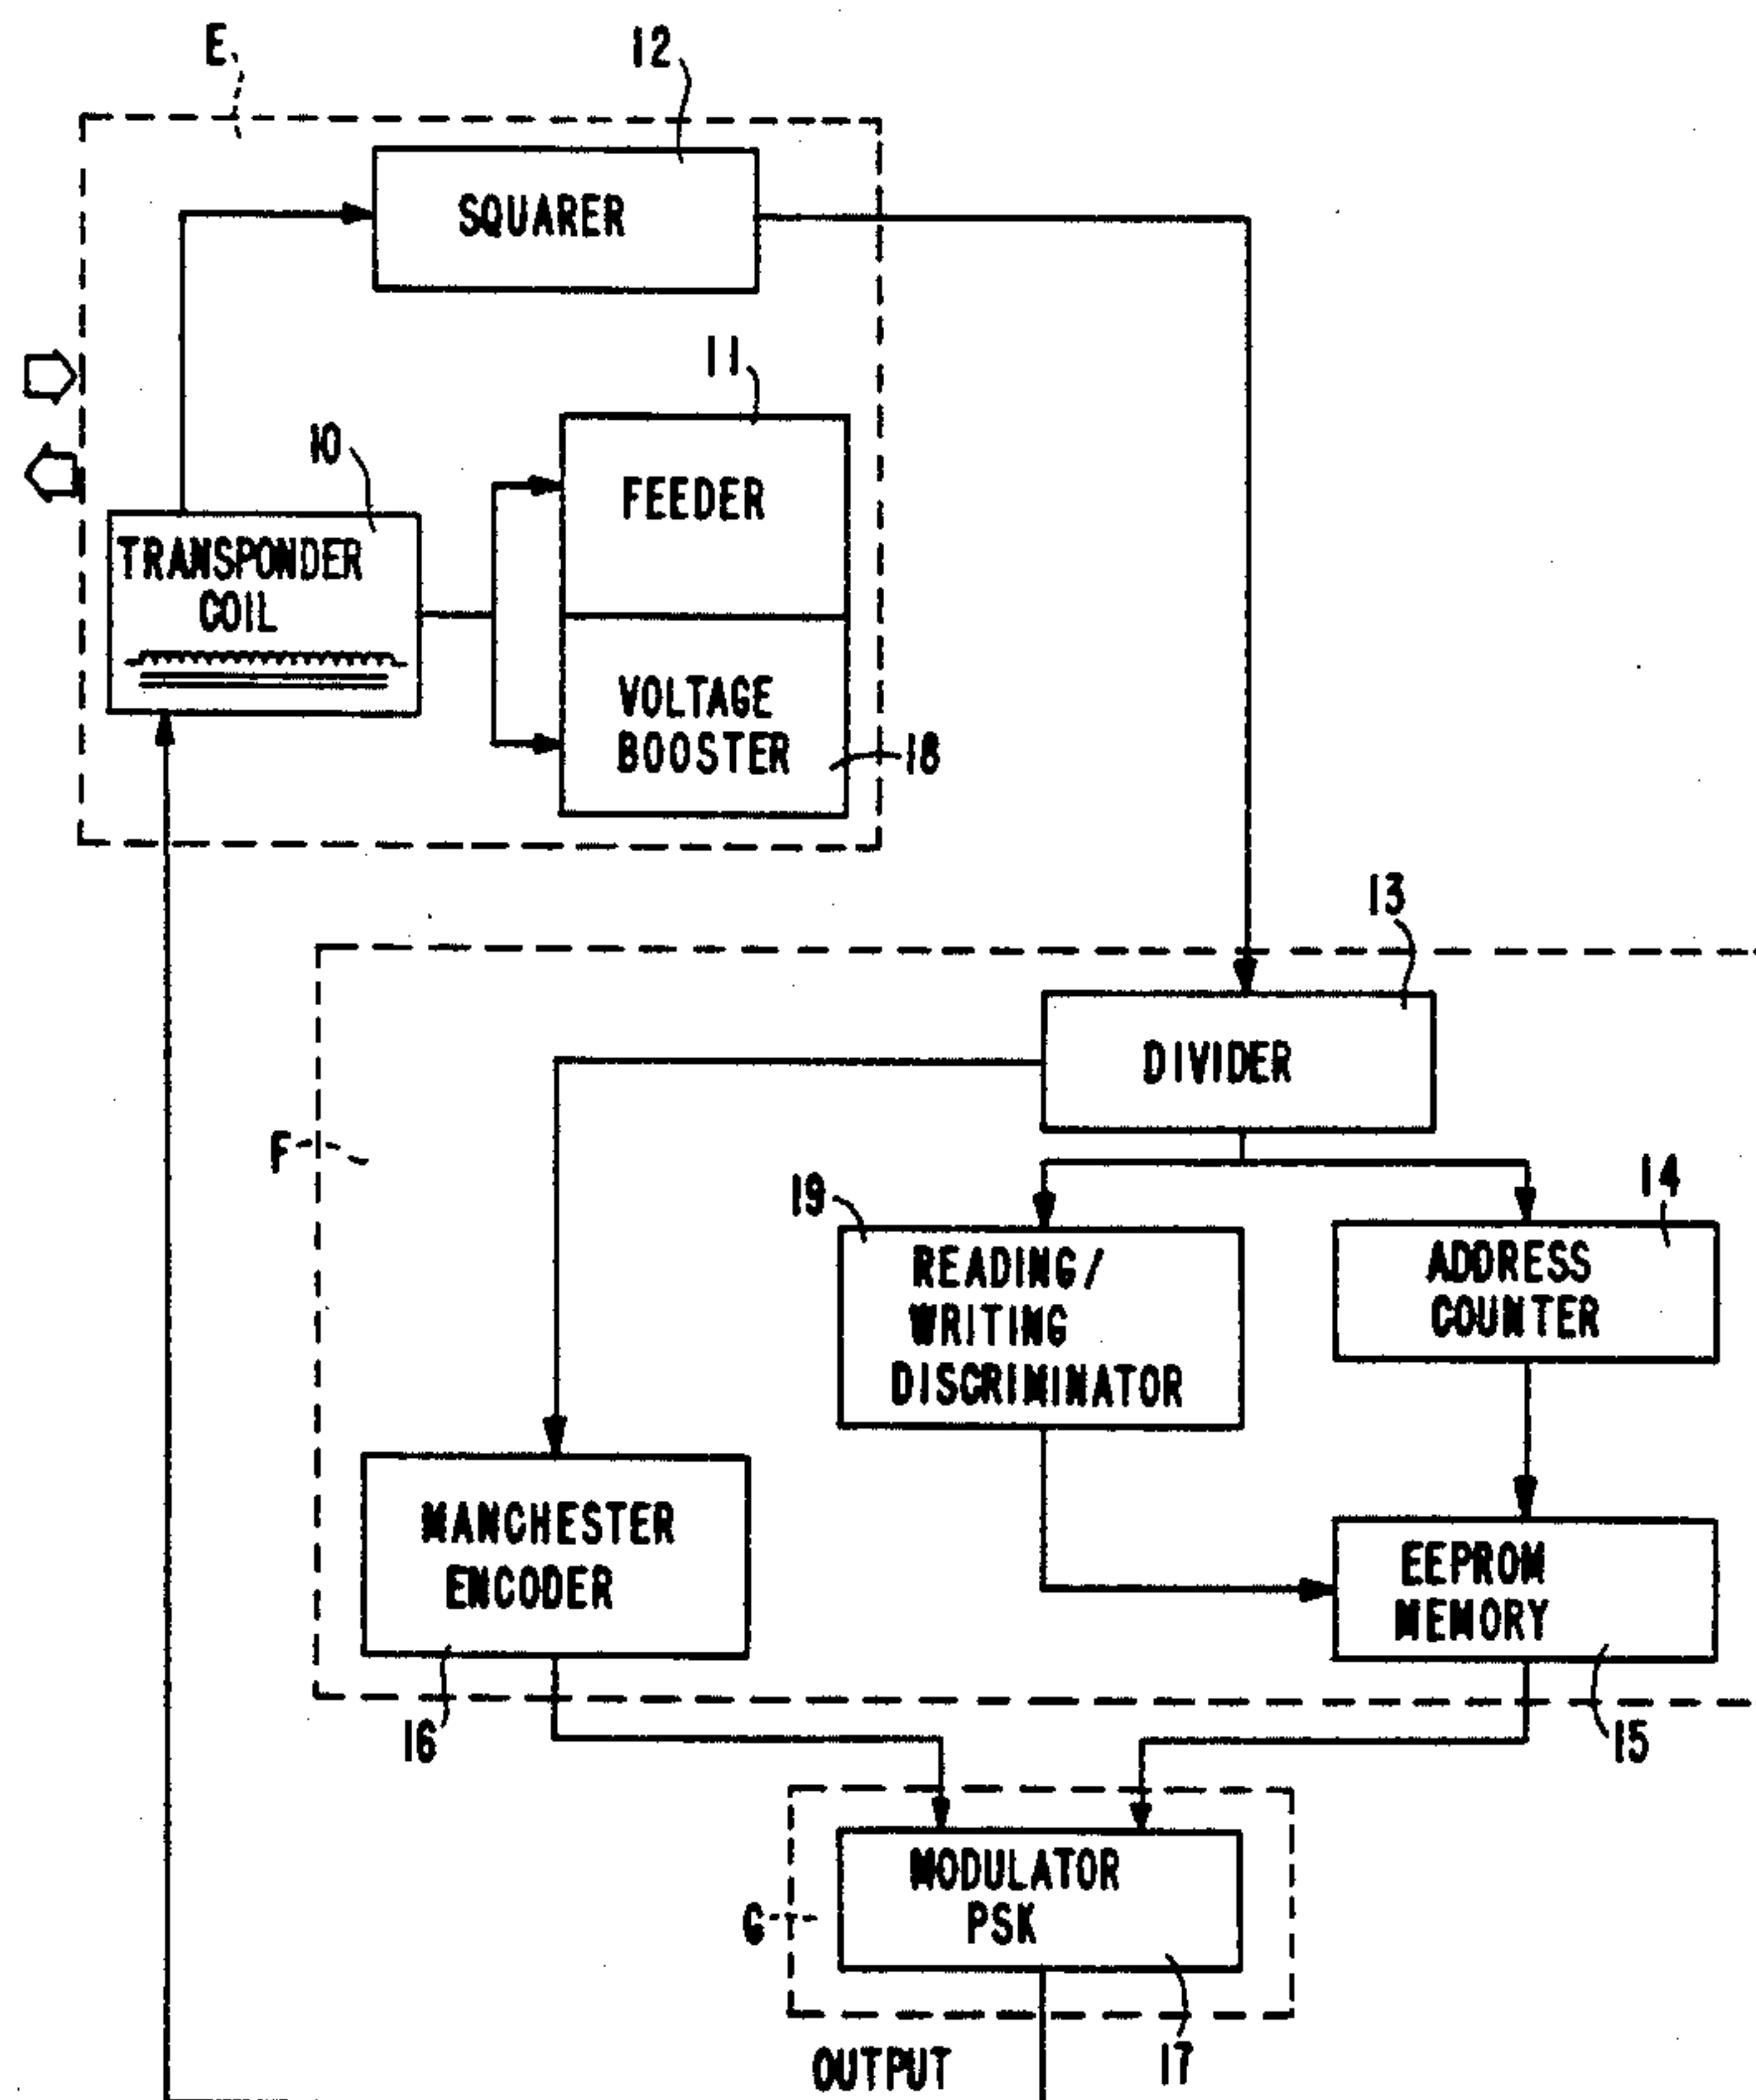 E
12
SQUARER
11
10
FEEDER
TRANSPONDER
COIL
VOLTAGE
BOOSTER
18
13
DIVIDER
F
19
14
READING/
WRITING
DISCRIMINATOR
ADDRESS
COUNTER
MANCHESTER
ENCODER
EEPROM
MEMORY
16
15
MODULATOR
PSK
G
OUTPUT
17